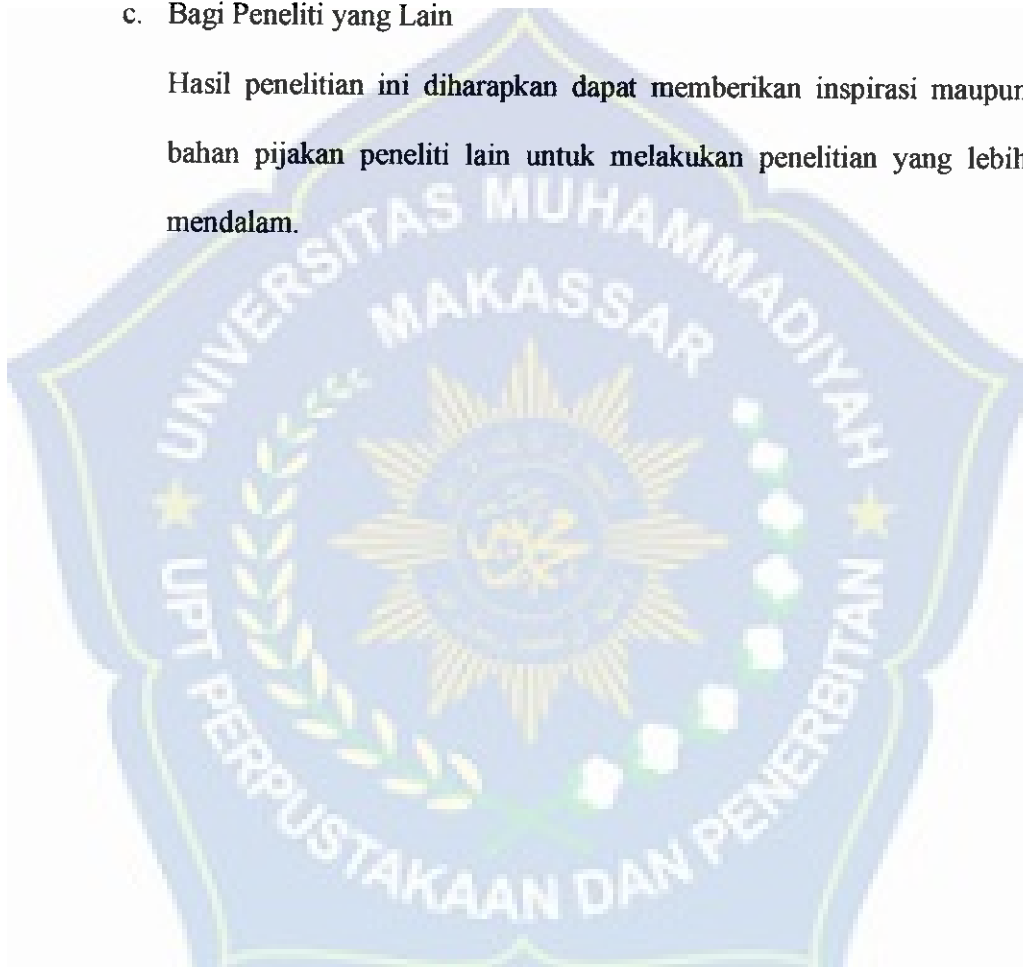 c. Bagi Peneliti yang Lain
Hasil penelitian ini diharapkan dapat memberikan inspirasi maupun
bahan pijakan peneliti lain untuk melakukan penelitian yang lebih
mendalam.
UNIVERSITAS MUHAMMADIYAH
MAKASSAR
UPT PERPUSTAKAAN DAN PENERBITAN